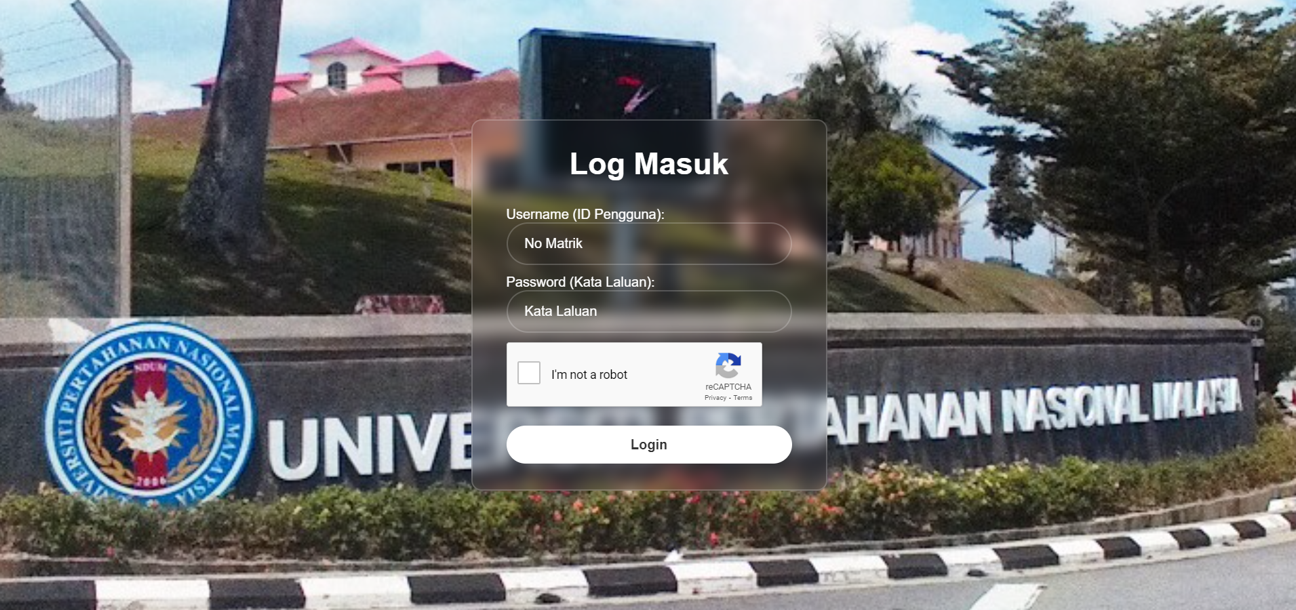 Log Masuk
Username (ID Pengguna):
No Matrik
Password (Kata Laluan):
Kata Laluan
I'm not a robot
reCAPTCHA
Privacy - Terms
Login
UNIVERSITI PERTAHANAN NASIONAL MALAYSIA
NDUM
2006
UNIVE
AHANAN NASIONAL MALAYSIA